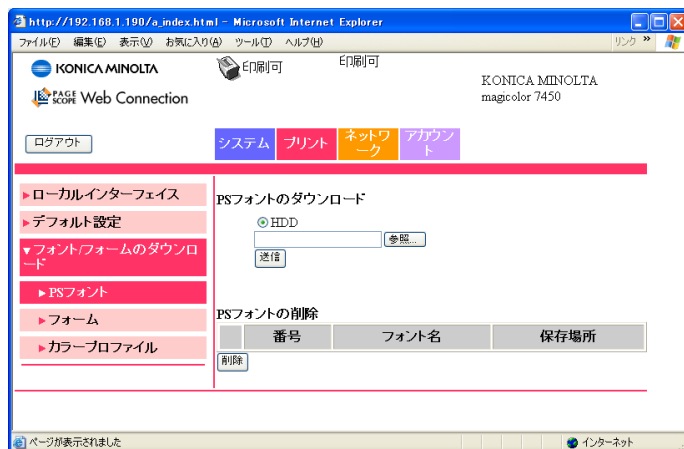 http://192.168.1.190/a_index.html - Microsoft Internet Explorer
ファイル(F) 編集(E) 表示(V) お気に入り(A) ツール(T) ヘルプ(H) リンク »
KONICA MINOLTA
印刷可
印刷可
KONICA MINOLTA
magicolor 7450
PAGE SCOPE Web Connection
ログアウト
システム
プリント
ネットワ
ーク
アカウン
ト
ローカルインターフェイス
デフォルト設定
フォント/フォームのダウンロ
ード
PSフォント
フォーム
カラープロファイル
PSフォントのダウンロード
HDD
参照...
送信
PSフォントの削除
番号 フォント名 保存場所
削除
ページが表示されました
インターネット